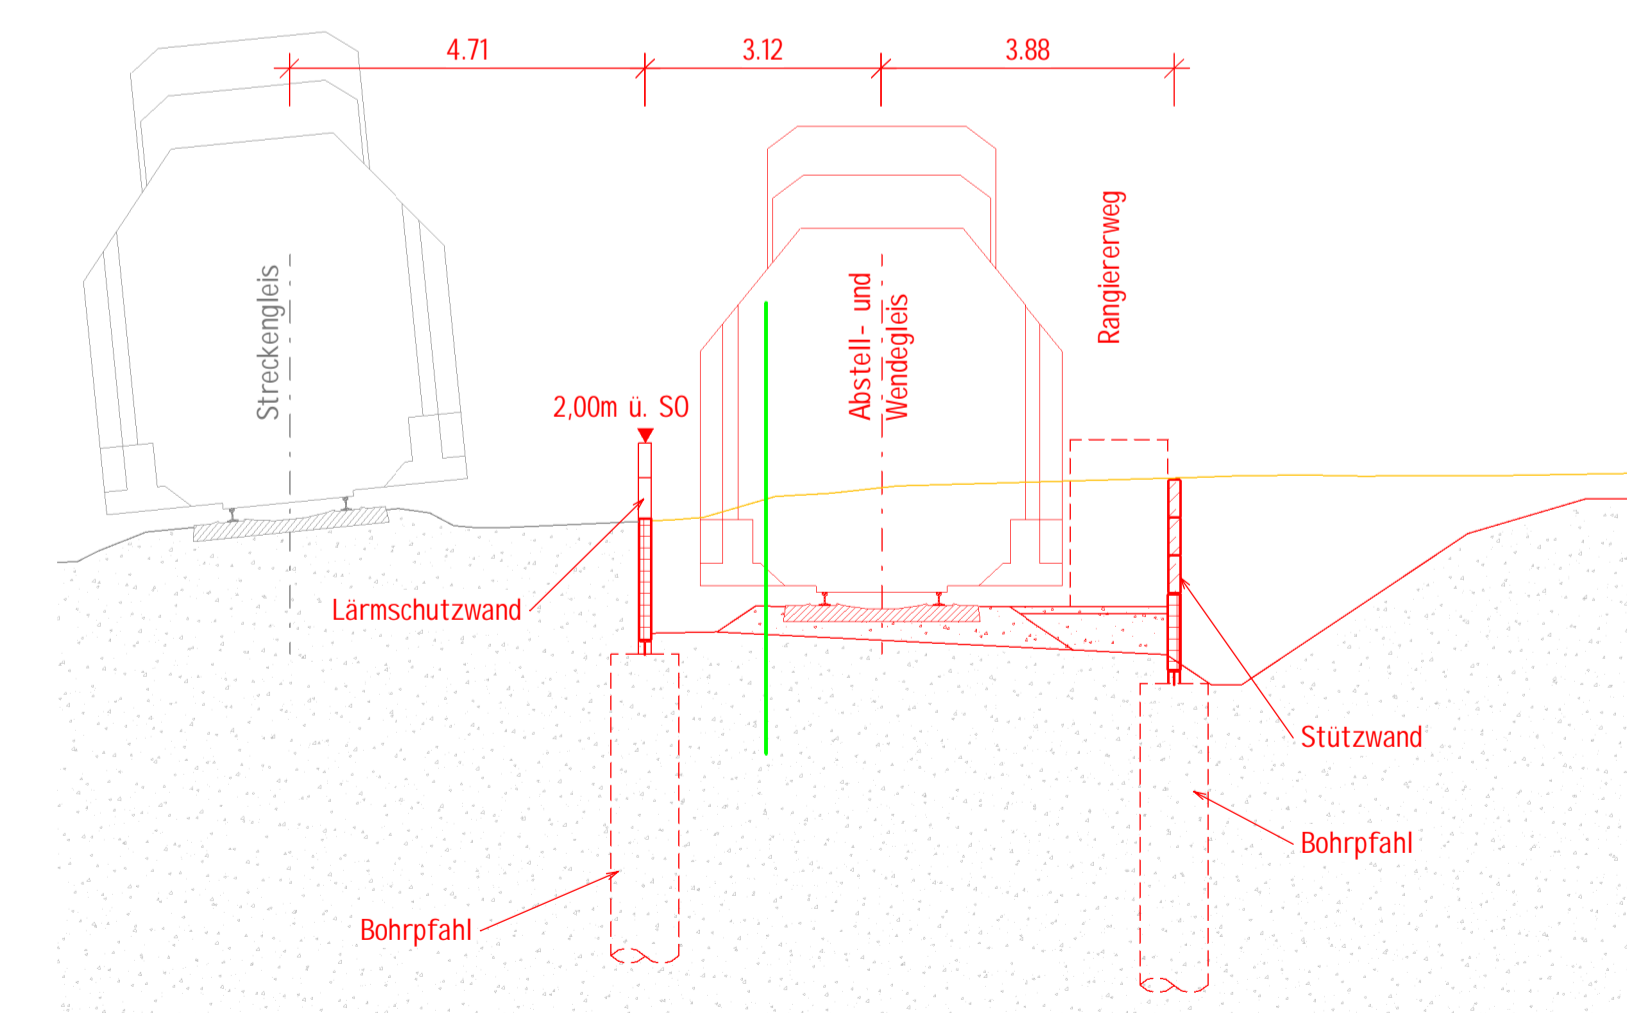 4.71
3.12
3.88
Streckengleis
Abstell- und
Wendegleis
Rangiererweg
2,00m ü. SO
Lärmschutzwand
Stützwand
Bohrpfahl
Bohrpfahl